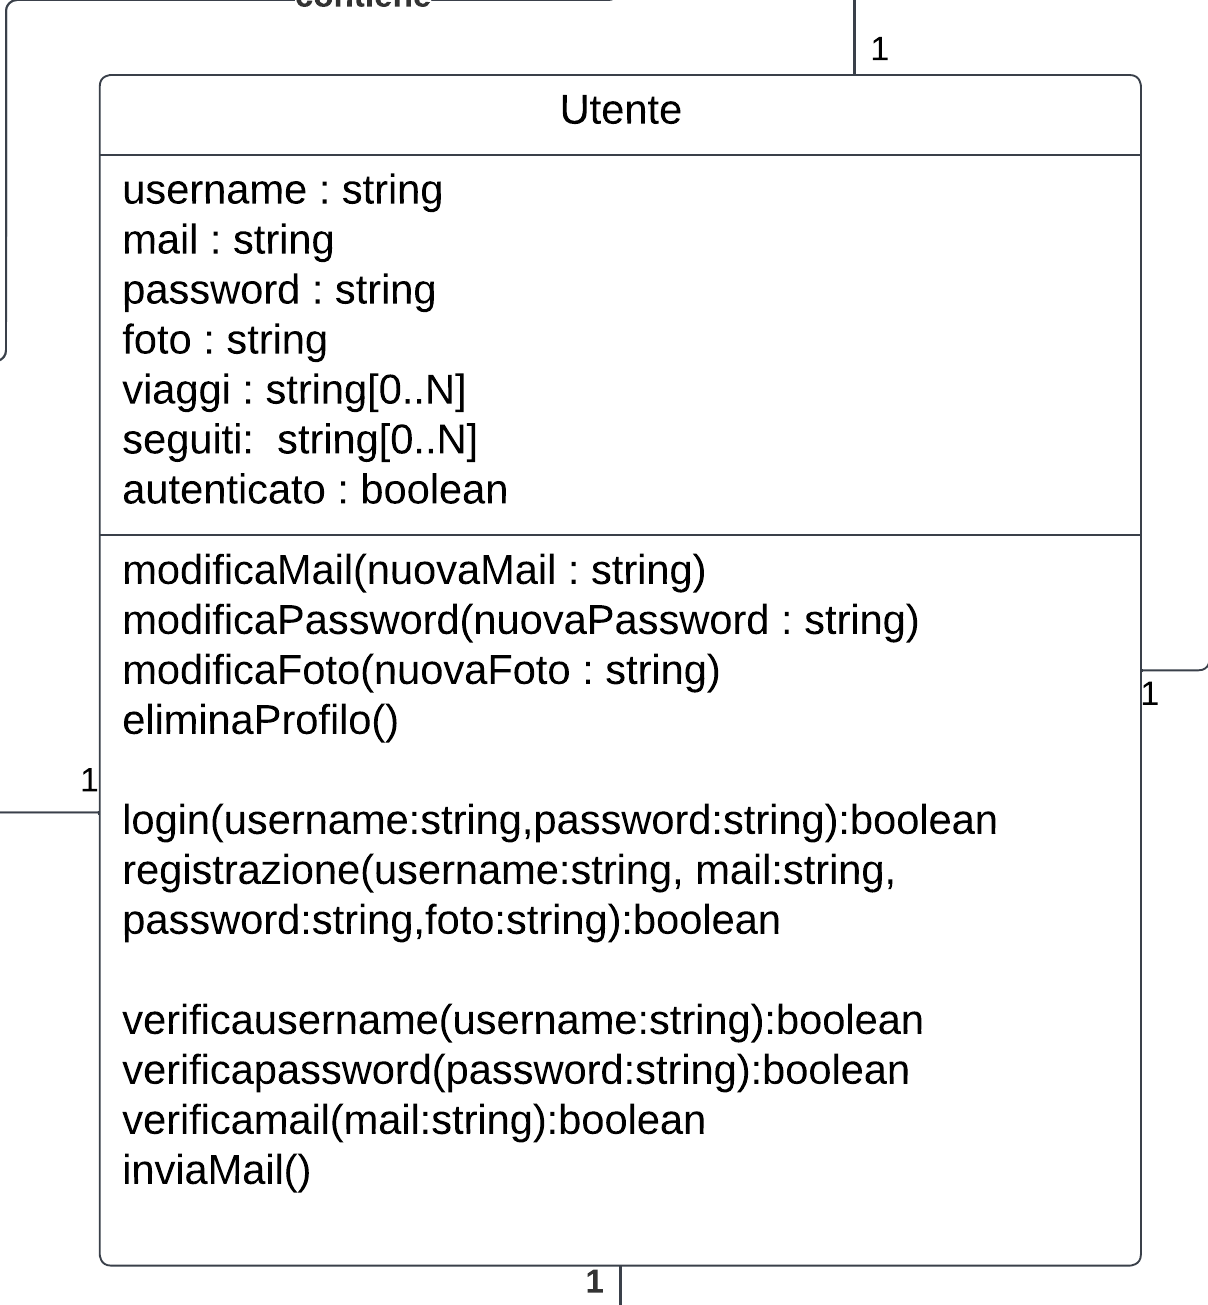 contiene
1
Utente
username : string
mail : string
password : string
foto : string
viaggi : string[0..N]
seguiti:  string[0..N]
autenticato : boolean
modificaMail(nuovaMail : string)
modificaPassword(nuovaPassword : string)
modificaFoto(nuovaFoto : string)
eliminaProfilo()
1
1
login(username:string,password:string):boolean
registrazione(username:string, mail:string,
password:string,foto:string):boolean
verificausername(username:string):boolean
verificapassword(password:string):boolean
verificamail(mail:string):boolean
inviaMail()
1